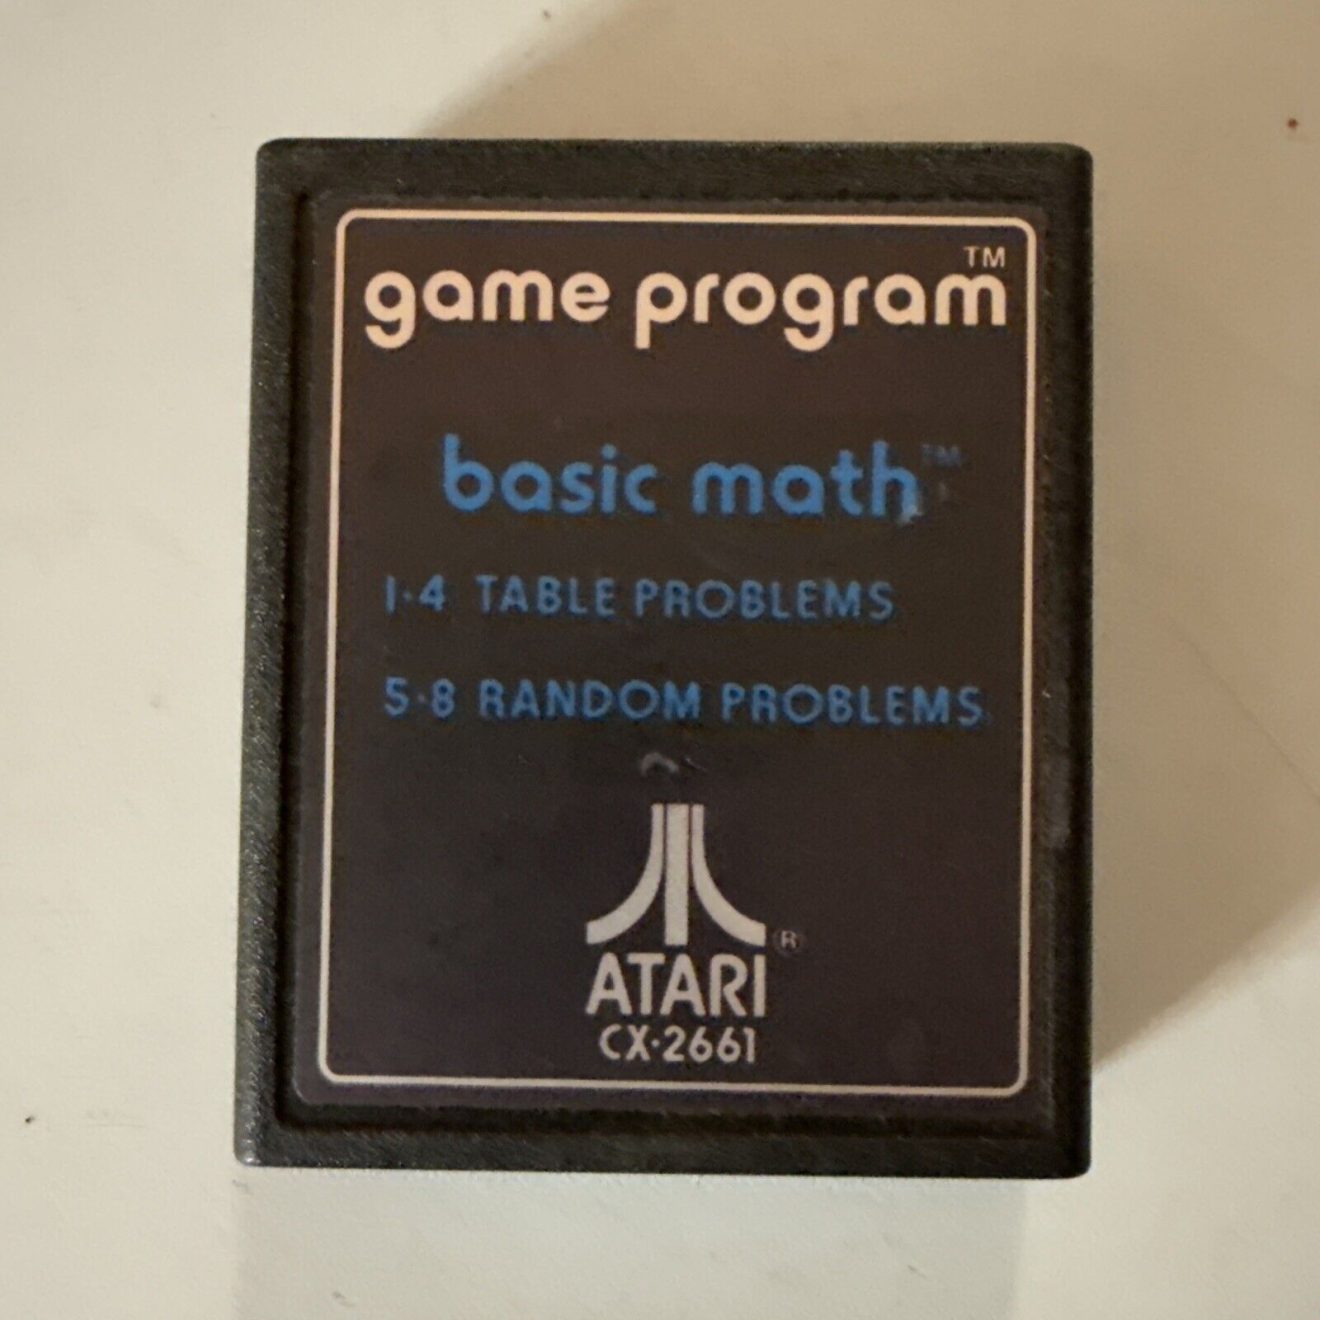 game program™
basic math™
1-4 TABLE PROBLEMS
5-8 RANDOM PROBLEMS
®
ATARI
CX-2661